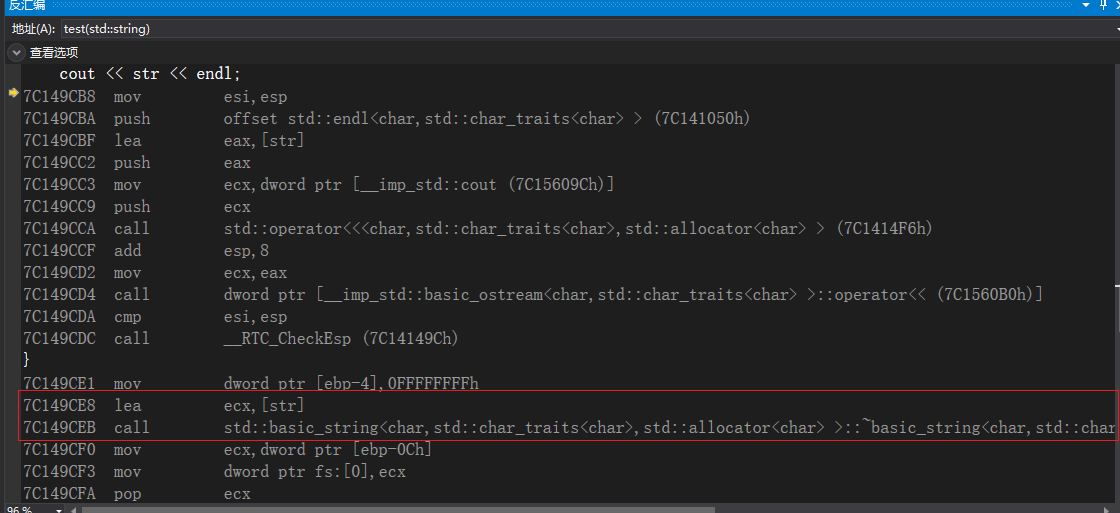 反汇编
地址(A): test(std::string)
查看选项
cout << str << endl;
7C149CB8 mov esi,esp
7C149CBA push offset std::endl<char,std::char_traits<char> > (7C141050h)
7C149CBF lea eax,[str]
7C149CC2 push eax
7C149CC3 mov ecx,dword ptr [__imp_std::cout (7C15609Ch)]
7C149CC9 push ecx
7C149CCA call std::operator<<<char,std::char_traits<char>,std::allocator<char> > (7C1414F6h)
7C149CCF add esp,8
7C149CD2 mov ecx,eax
7C149CD4 call dword ptr [__imp_std::basic_ostream<char,std::char_traits<char> >::operator<< (7C1560B0h)]
7C149CDA cmp esi,esp
7C149CDC call __RTC_CheckEsp (7C14149Ch)
}
7C149CE1 mov dword ptr [ebp-4],0FFFFFFFFh
7C149CE8 lea ecx,[str]
7C149CEB call std::basic_string<char,std::char_traits<char>,std::allocator<char> >::~basic_string<char,std::char
7C149CF0 mov ecx,dword ptr [ebp-0Ch]
7C149CF3 mov dword ptr fs:[0],ecx
7C149CFA pop ecx
96 %